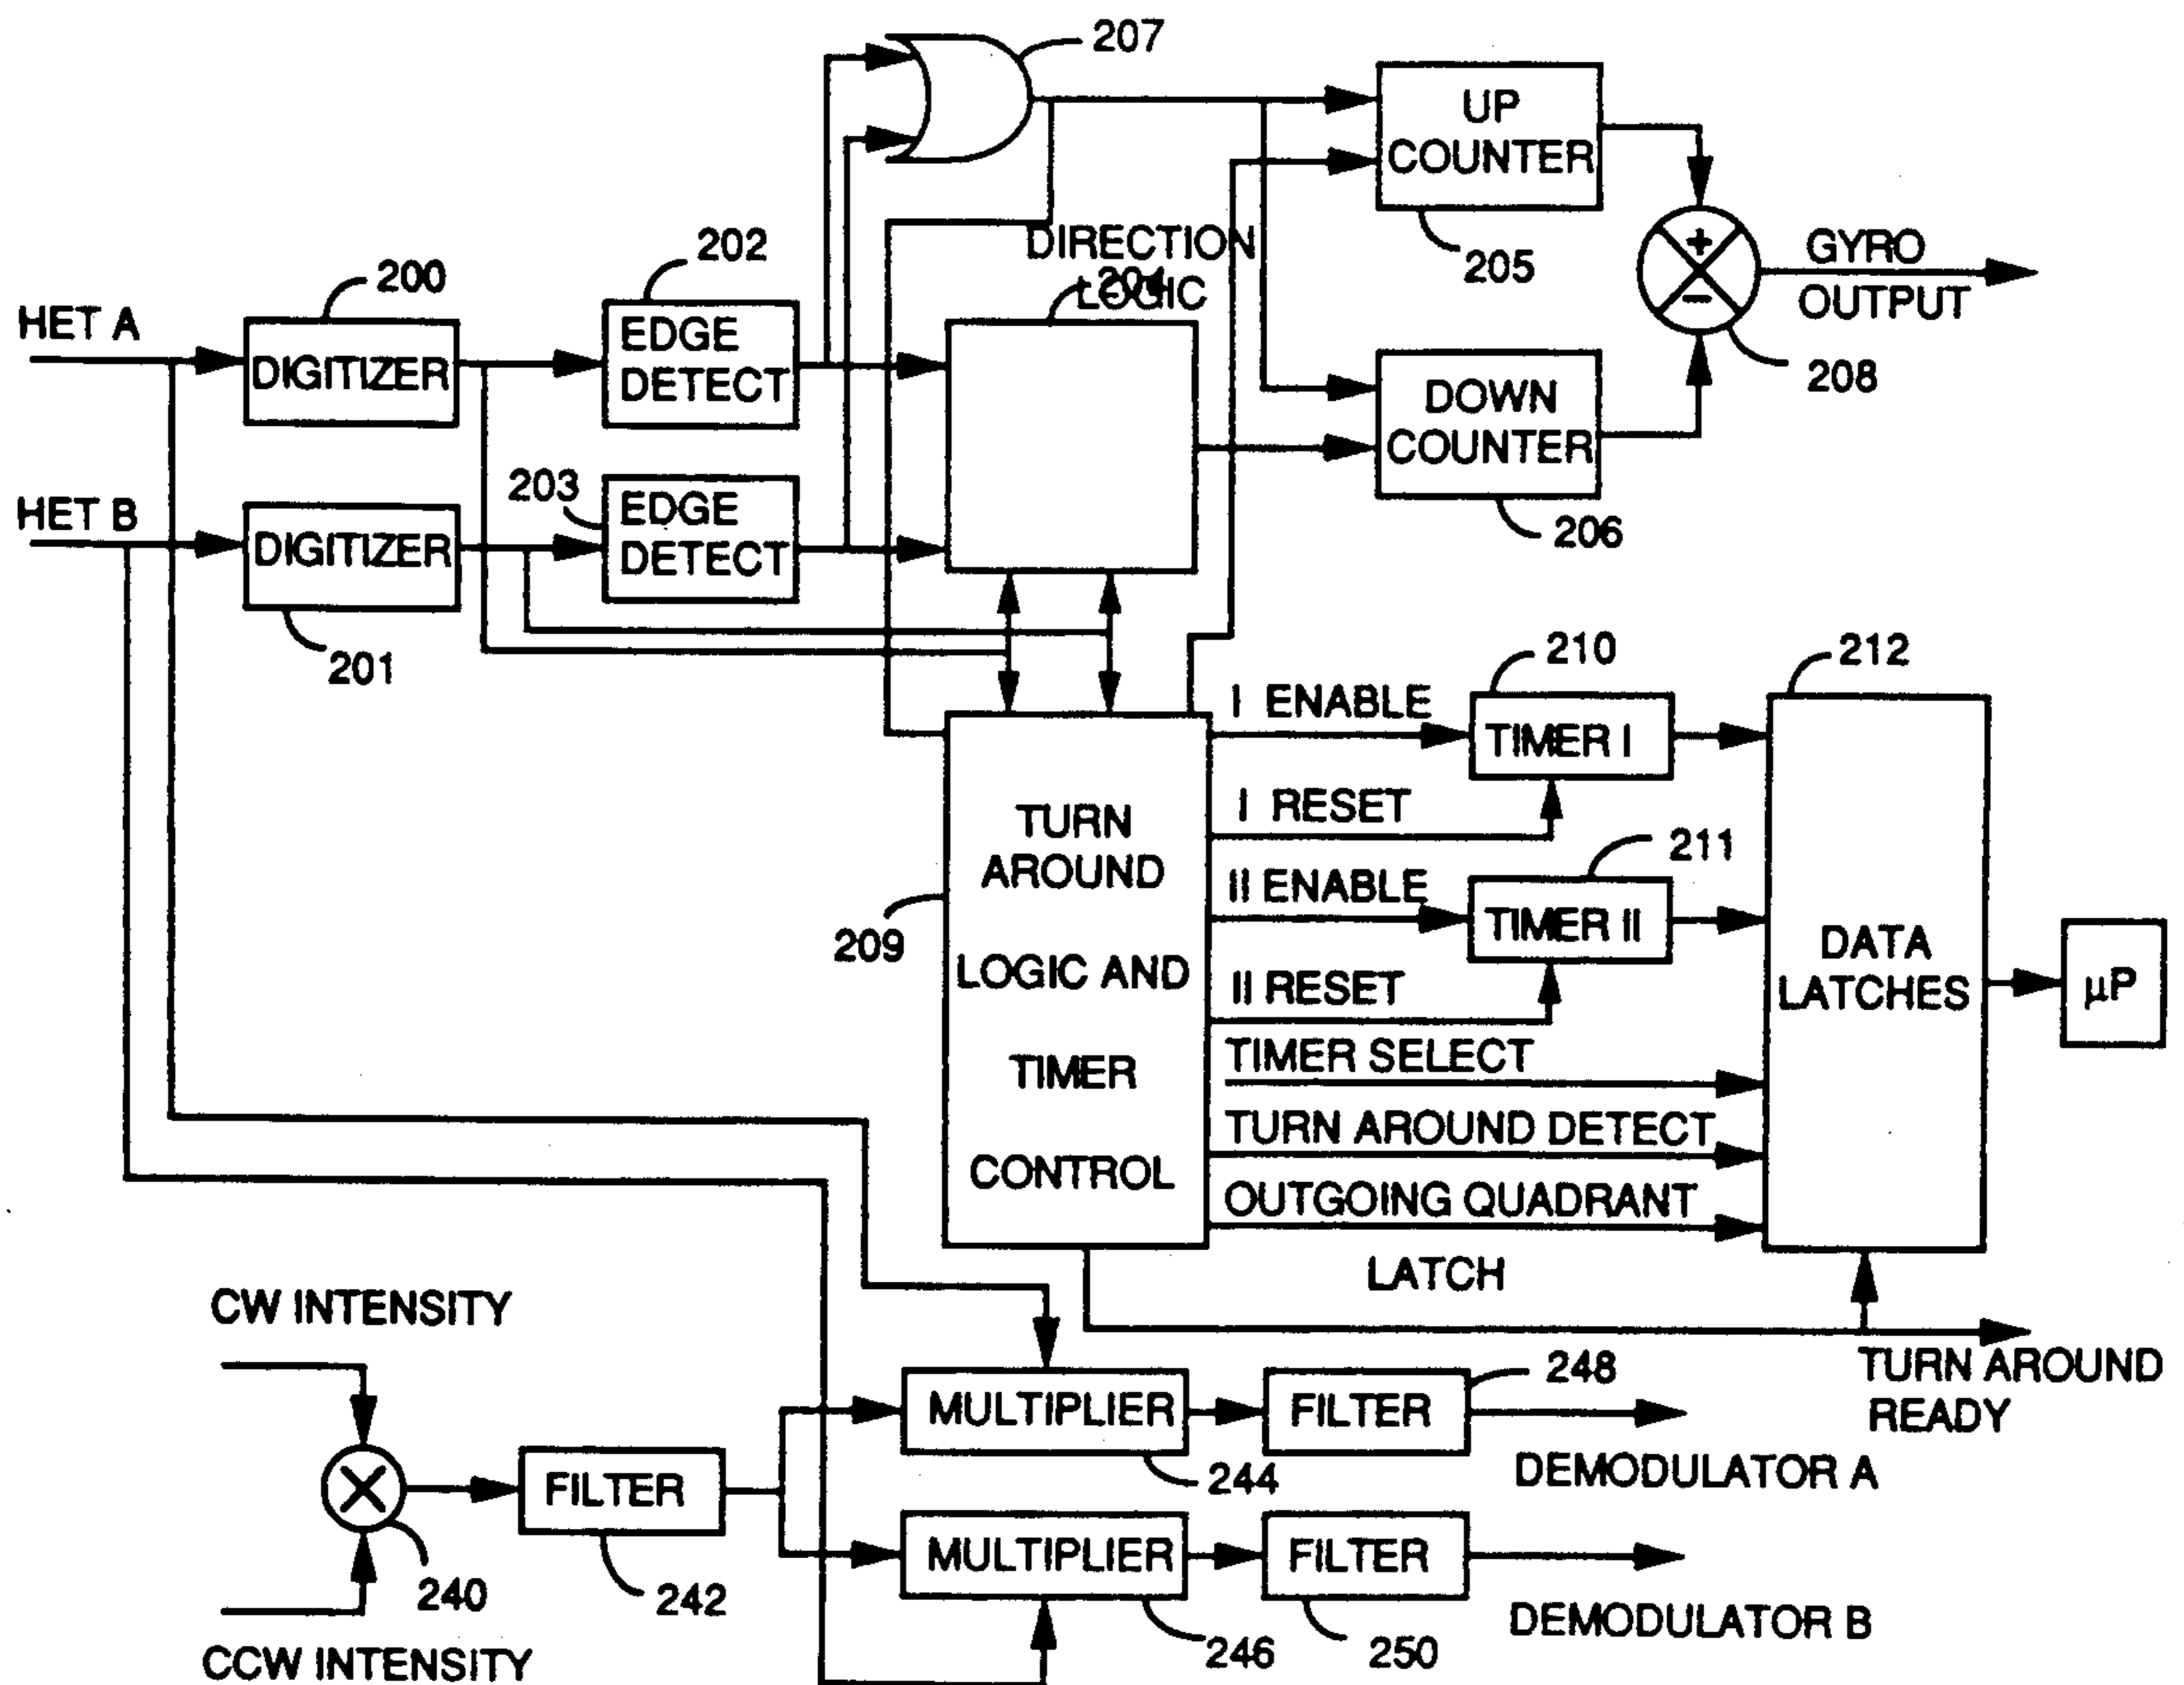 207
UP
COUNTER
205
DIRECTION
LOGIC
204
202
200
HET A
DIGITIZER
EDGE
DETECT
GYRO
OUTPUT
+
−
208
DOWN
COUNTER
206
203
HET B
DIGITIZER
EDGE
DETECT
201
210
212
I ENABLE
TIMER I
I RESET
211
II ENABLE
TIMER II
II RESET
TURN
AROUND
LOGIC AND
TIMER
CONTROL
209
DATA
LATCHES
µP
TIMER SELECT
TURN AROUND DETECT
OUTGOING QUADRANT
LATCH
TURN AROUND
READY
CW INTENSITY
240
CCW INTENSITY
FILTER
242
MULTIPLIER
244
FILTER
248
DEMODULATOR A
MULTIPLIER
246
FILTER
250
DEMODULATOR B